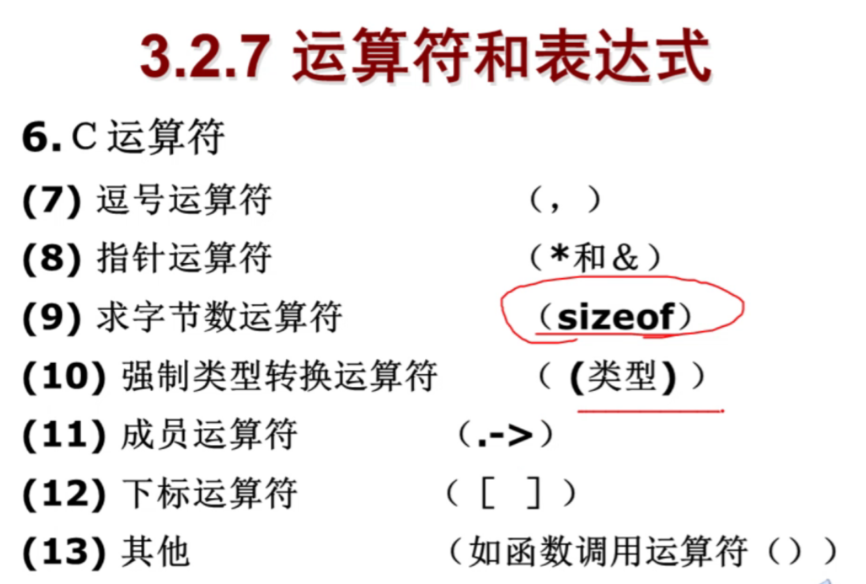 3.2.7 运算符和表达式
6.C运算符
(7) 逗号运算符 （，）
(8) 指针运算符 （*和&）
(9) 求字节数运算符 （sizeof）
(10) 强制类型转换运算符 （ (类型) ）
(11) 成员运算符 （.->）
(12) 下标运算符 （[ ]）
(13) 其他 （如函数调用运算符（））